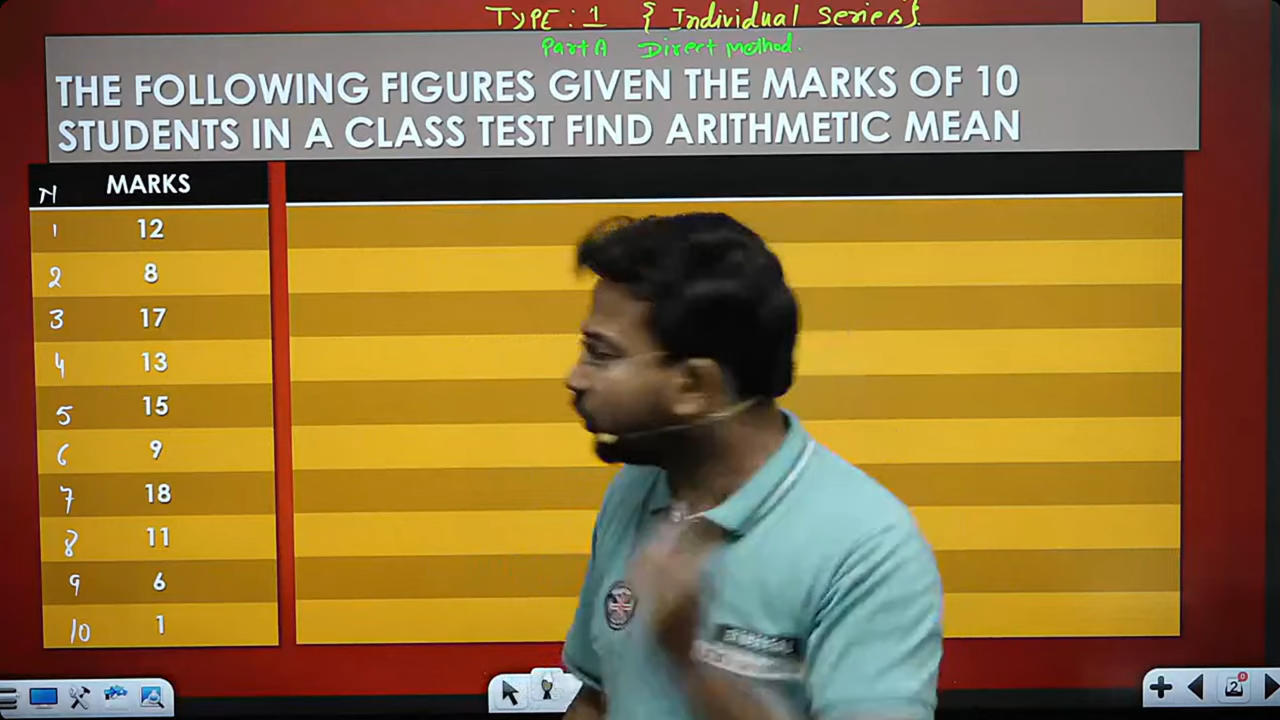 TYPE : 1 { Individual Series}.
Part A Direct method.
THE FOLLOWING FIGURES GIVEN THE MARKS OF 10
STUDENTS IN A CLASS TEST FIND ARITHMETIC MEAN
N MARKS
1 12
2 8
3 17
4 13
5 15
6 9
7 18
8 11
9 6
10 1
2